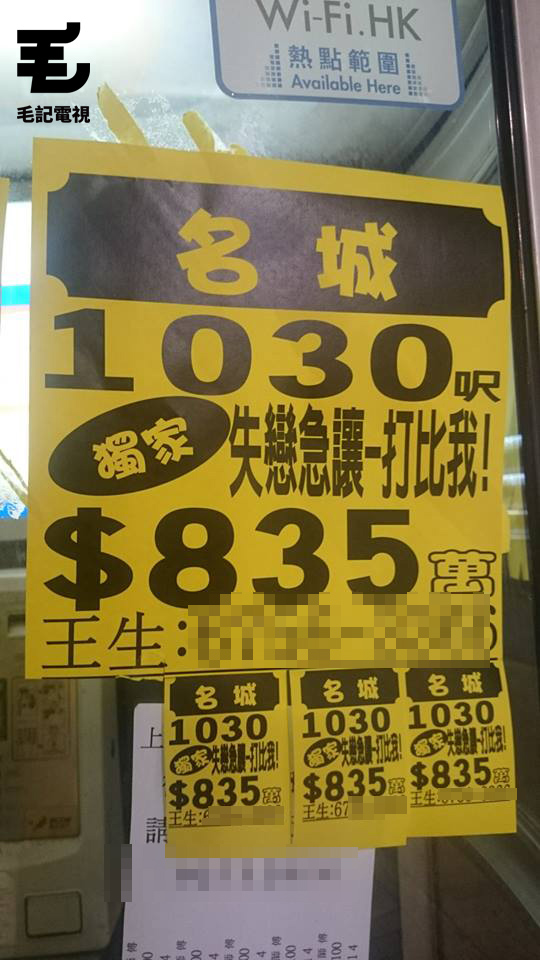 毛記電視
Wi-Fi.HK
熱點範圍
Available Here
名城
1030呎
獨家 失戀急讓-打比我!
$835萬
王生:
名城
1030
獨家 失戀急讓-打比我!
$835萬
王生:
名城
1030
獨家 失戀急讓-打比我!
$835萬
王生:67
名城
1030
獨家 失戀急讓-打比我!
$835萬
王生:
上
請